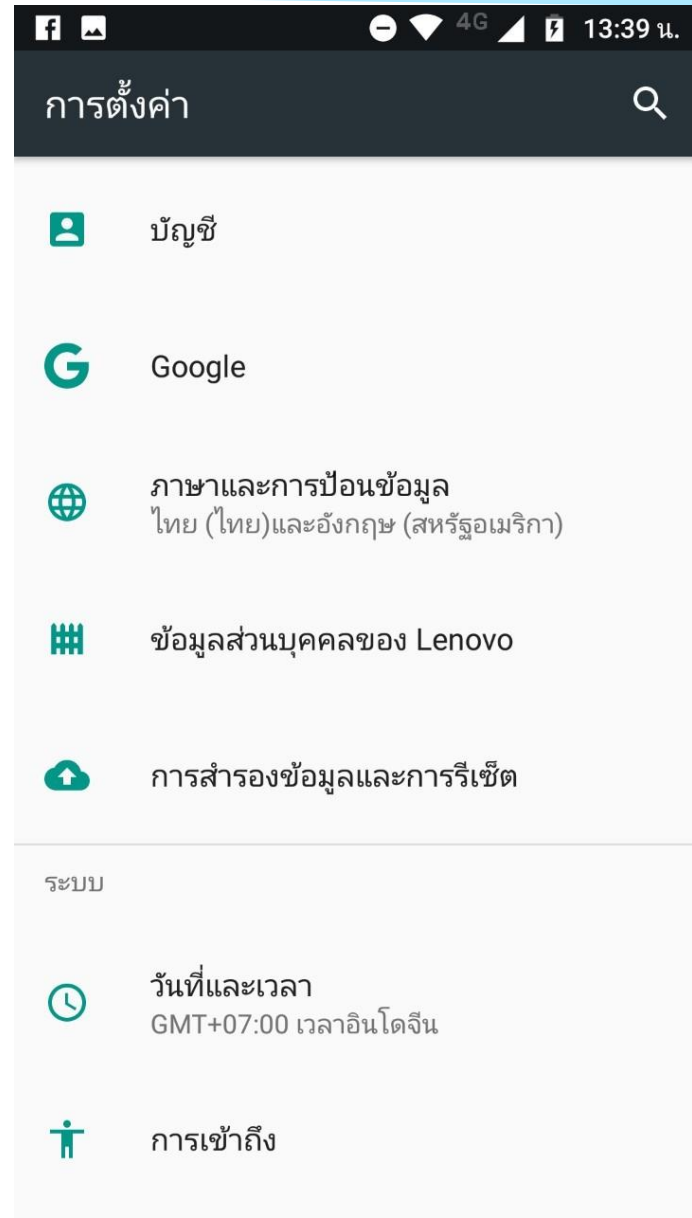 4G 13:39 น.
การตั้งค่า
บัญชี
Google
ภาษาและการป้อนข้อมูล
ไทย (ไทย)และอังกฤษ (สหรัฐอเมริกา)
ข้อมูลส่วนบุคคลของ Lenovo
การสำรองข้อมูลและการรีเซ็ต
ระบบ
วันที่และเวลา
GMT+07:00 เวลาอินโดจีน
การเข้าถึง